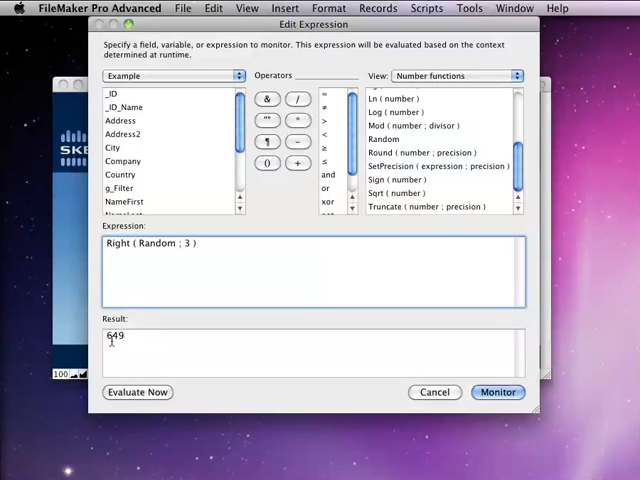 FileMaker Pro Advanced File Edit View Insert Format Records Scripts Tools Window Help
Edit Expression
Specify a field, variable, or expression to monitor. This expression will be evaluated based on the context
determined at runtime.
Example
Operators
View: Number functions
_ID
_ID_Name
Address
Address2
City
Company
Country
g_Filter
NameFirst
& /
"" *
¶ -
() +
=
≠
>
<
≥
≤
and
or
xor
not
Ln ( number )
Log ( number )
Mod ( number ; divisor )
Random
Round ( number ; precision )
SetPrecision ( expression ; precision )
Sign ( number )
Sqrt ( number )
Truncate ( number ; precision )
Expression:
Right ( Random ; 3 )
Result:
649
Evaluate Now
Cancel
Monitor
SKE
100